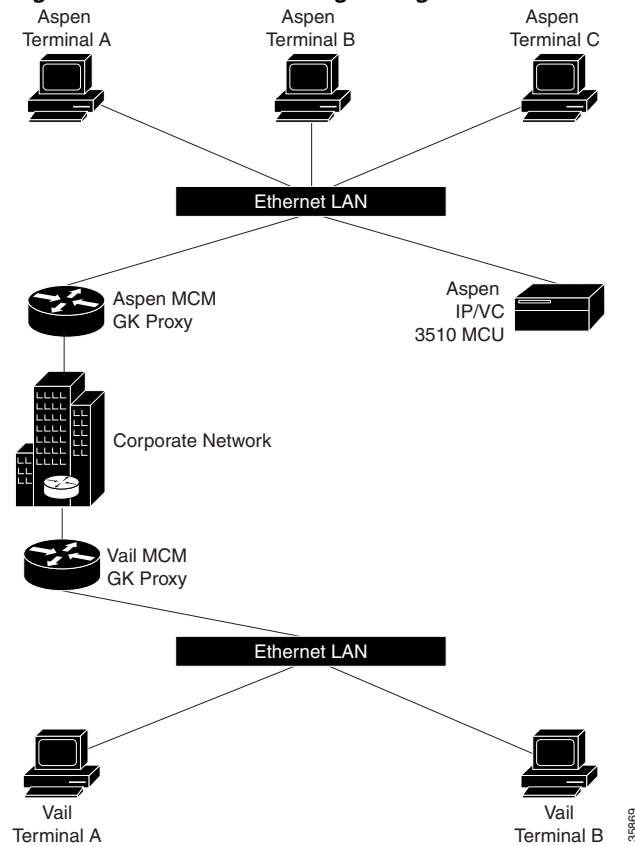 Aspen
Terminal A
Aspen
Terminal B
Aspen
Terminal C
Ethernet LAN
Aspen MCM
GK Proxy
Aspen
IP/VC
3510 MCU
Corporate Network
Vail MCM
GK Proxy
Ethernet LAN
Vail
Terminal A
Vail
Terminal B
35869